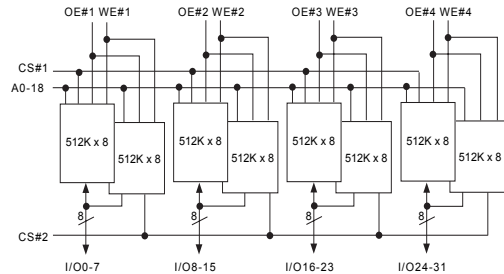 OE#1 WE#1 OE#2 WE#2 OE#3 WE#3 OE#4 WE#4
CS#1
A0-18
512K x 8 512K x 8 512K x 8 512K x 8
512K x 8 512K x 8 512K x 8 512K x 8
8 8 8 8
CS#2
I/O0-7 I/O8-15 I/O16-23 I/O24-31